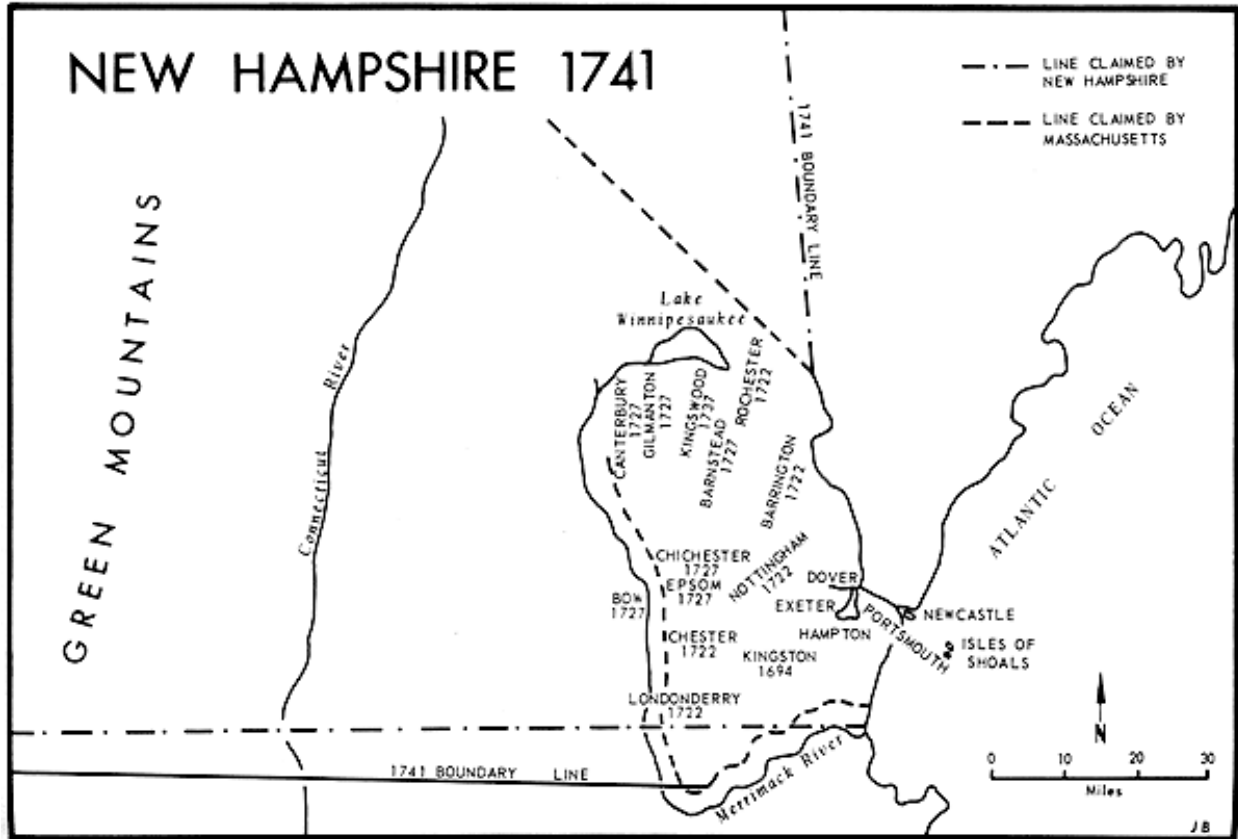 NEW HAMPSHIRE 1741
LINE CLAIMED BY
NEW HAMPSHIRE
LINE CLAIMED BY
MASSACHUSETTS
1741 BOUNDARY LINE
GREEN MOUNTAINS
Connecticut River
Lake
Winnipesaukee
CANTERBURY
1727
GILMANTON
1727
KINGSWOOD
1737
BARNSTEAD
1727
ROCHESTER
1722
BARRINGTON
1722
ATLANTIC OCEAN
CHICHESTER
1727
EPSOM
1727
NOTTINGHAM
1722
BOW
1727
DOVER
EXETER
HAMPTON
PORTSMOUTH
NEWCASTLE
ISLES OF
SHOALS
CHESTER
1722
KINGSTON
1694
LONDONDERRY
1722
1741 BOUNDARY LINE
Merrimack River
N
0 10 20 30
Miles
JB